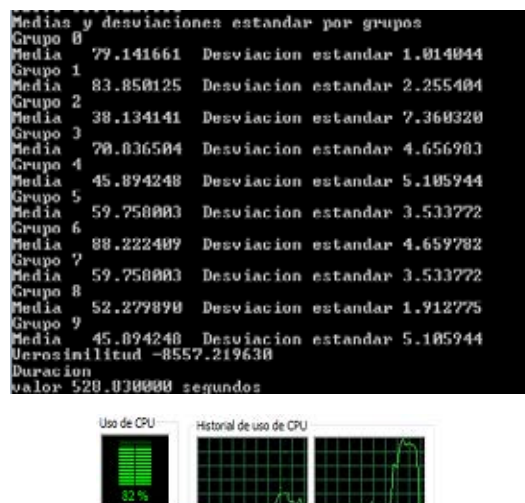 Medias y desviaciones estandar por grupos
Grupo 0
Media 79.141661 Desviacion estandar 1.014044
Grupo 1
Media 83.850125 Desviacion estandar 2.255404
Grupo 2
Media 38.134141 Desviacion estandar 7.360320
Grupo 3
Media 70.836504 Desviacion estandar 4.656983
Grupo 4
Media 45.894248 Desviacion estandar 5.105944
Grupo 5
Media 59.758003 Desviacion estandar 3.533772
Grupo 6
Media 88.222409 Desviacion estandar 4.659782
Grupo 7
Media 59.758003 Desviacion estandar 3.533772
Grupo 8
Media 52.279890 Desviacion estandar 1.912775
Grupo 9
Media 45.894248 Desviacion estandar 5.105944
Verosimilitud -8557.219630
Duracion
valor 528.830000 segundos
Uso de CPU
Historial de uso de CPU
82 %